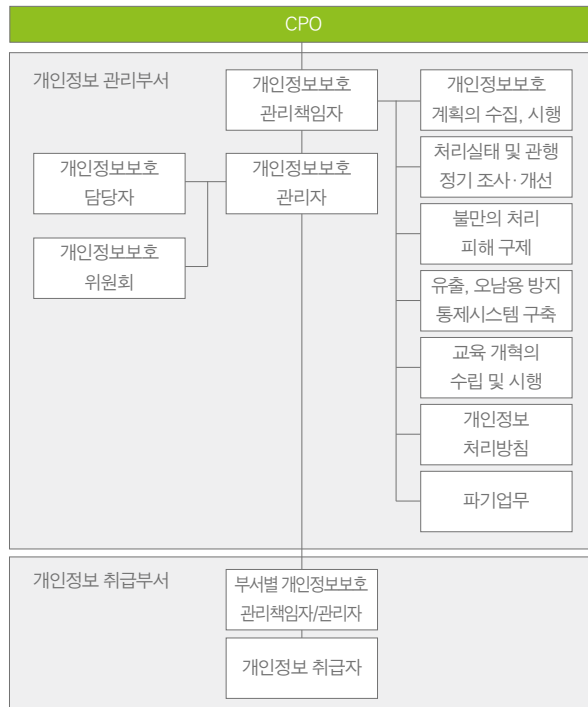 CPO
개인정보 관리부서
개인정보보호
관리책임자
개인정보보호
계획의 수집, 시행
처리실태 및 관행
정기 조사·개선
개인정보보호
담당자
개인정보보호
관리자
불만의 처리
피해 구제
개인정보보호
위원회
유출, 오남용 방지
통제시스템 구축
교육 개혁의
수립 및 시행
개인정보
처리방침
파기업무
개인정보 취급부서
부서별 개인정보보호
관리책임자/관리자
개인정보 취급자